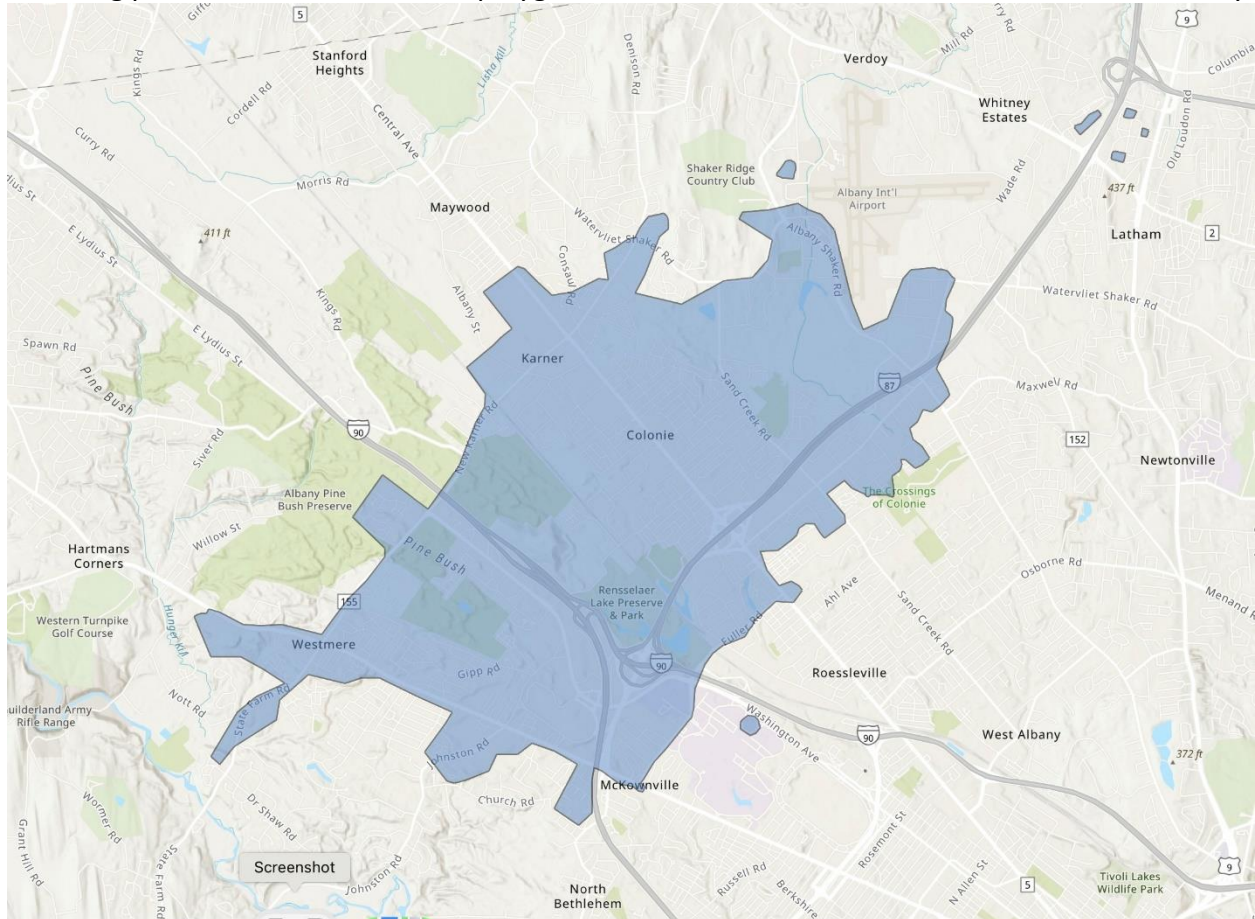 5
9
Kings Rd
Stanford
Heights
Lisha Kill
Denison Rd
Verdoy
Mill Rd
Columbia
Cordell Rd
Central Ave
Whitney
Estates
Old Loudon Rd
Curry Rd
Morris Rd
Shaker Ridge
Country Club
Albany Int'l
Airport
Wade Rd
437 ft
Maywood
411 ft
Watervliet Shaker Rd
Albany Shaker Rd
Latham
2
E Lydius St
Consaul Rd
Kings Rd
Albany St
Watervliet Shaker Rd
E Lydius St
Spawn Rd
Pine Bush
Karner
87
Maxwell Rd
Sand Creek Rd
New Karner Rd
90
Colonie
152
Siver Rd
Newtonville
Albany Pine
Bush Preserve
The Crossings
of Colonie
Willow St
Hartmans
Corners
Pine Bush
Osborne Rd
Menand
155
Rensselaer
Lake Preserve
& Park
Ahl Ave
Sand Creek Rd
Western Turnpike
Golf Course
Hunger Kill
Westmere
Fuller Rd
Gipp Rd
90
Roessleville
Nott Rd
State Farm Rd
uilderland Army
Rifle Range
Washington Ave
90
West Albany
Johnston Rd
372 ft
McKownville
Church Rd
Wormer Rd
Dr Shaw Rd
Grant Hill Rd
State Farm Rd
Screenshot
Johnston Rd
Rosemont St
Russell Rd
N Allen St
9
North
Bethlehem
Berkshire
5
Tivoli Lakes
Wildlife Park